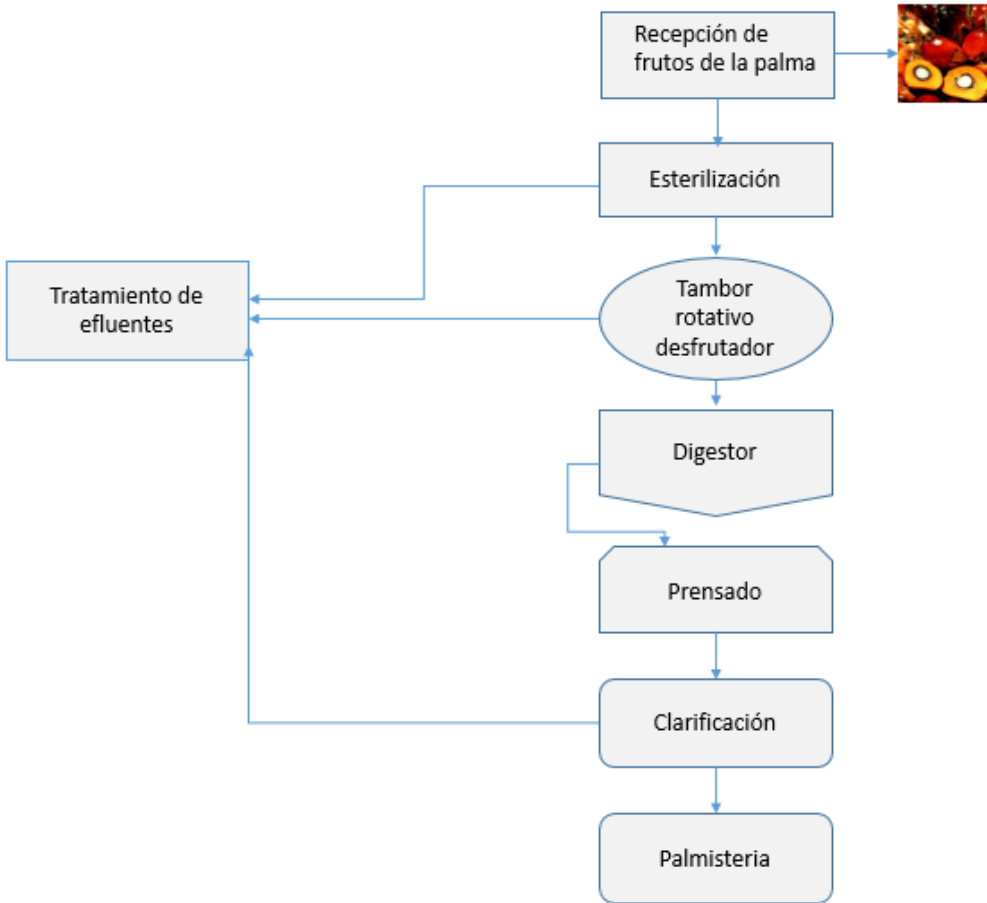 Recepción de
frutos de la palma
Esterilización
Tratamiento de
efluentes
Tambor
rotativo
desfrutador
Digestor
Prensado
Clarificación
Palmisteria